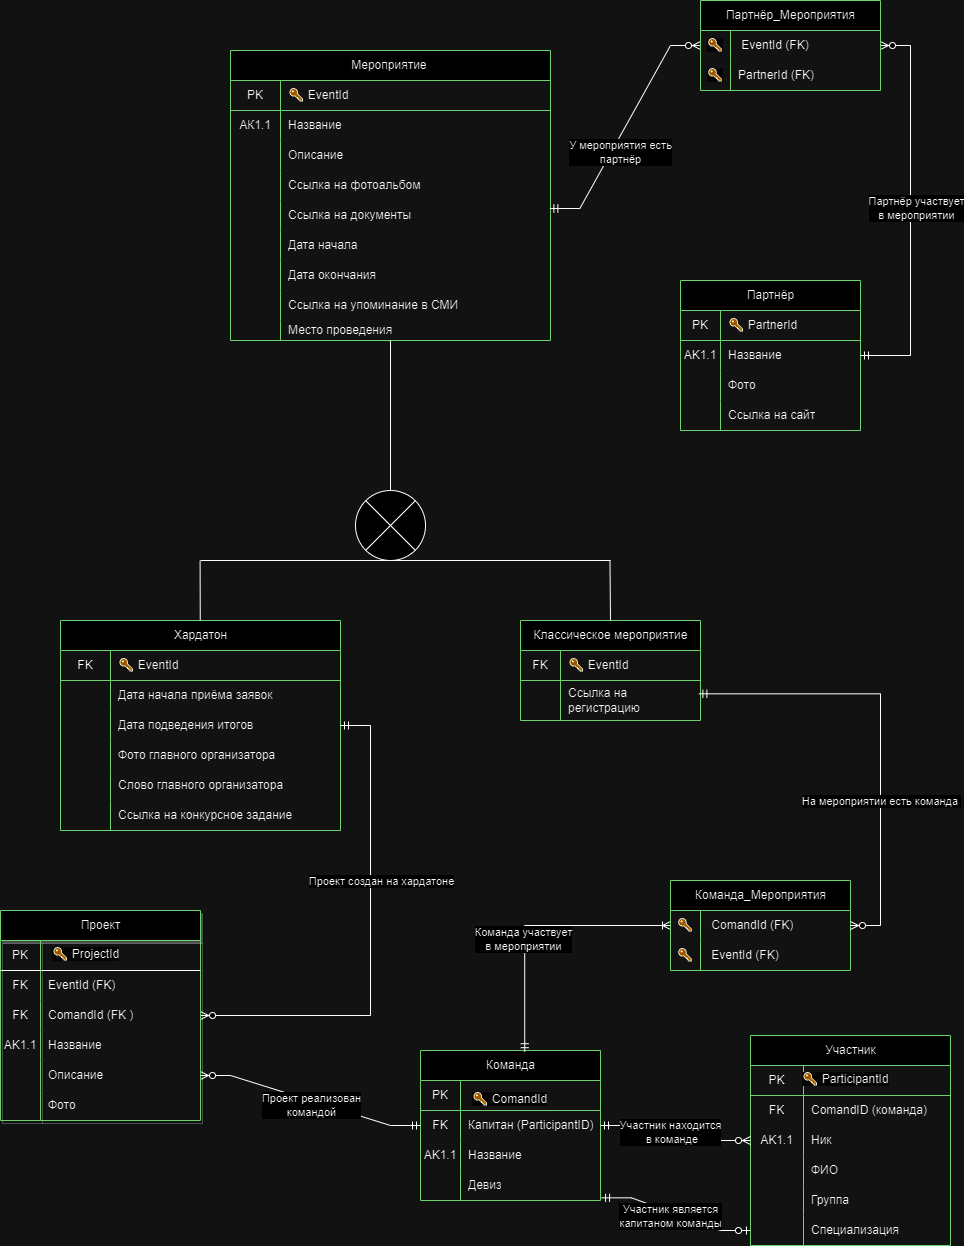 Партнёр_Мероприятия
EventId (FK)
PartnerId (FK)
Мероприятие
PK EventId
AK1.1 Название
Описание
Ссылка на фотоальбом
Ссылка на документы
Дата начала
Дата окончания
Ссылка на упоминание в СМИ
Место проведения
У мероприятия есть
партнёр
Партнёр участвует
в мероприятии
Партнёр
PK PartnerId
AK1.1 Название
Фото
Ссылка на сайт
Хардатон
FK EventId
Дата начала приёма заявок
Дата подведения итогов
Фото главного организатора
Слово главного организатора
Ссылка на конкурсное задание
Классическое мероприятие
FK EventId
Ссылка на
регистрацию
На мероприятии есть команда
Проект создан на хардатоне
Команда_Мероприятия
ComandId (FK)
EventId (FK)
Команда участвует
в мероприятии
Проект
PK ProjectId
FK EventId (FK)
FK ComandId (FK )
AK1.1 Название
Описание
Фото
Проект реализован
командой
Команда
PK ComandId
FK Капитан (ParticipantID)
AK1.1 Название
Девиз
Участник находится
в команде
Участник является
капитаном команды
Участник
PK ParticipantId
FK ComandID (команда)
AK1.1 Ник
ФИО
Группа
Специализация